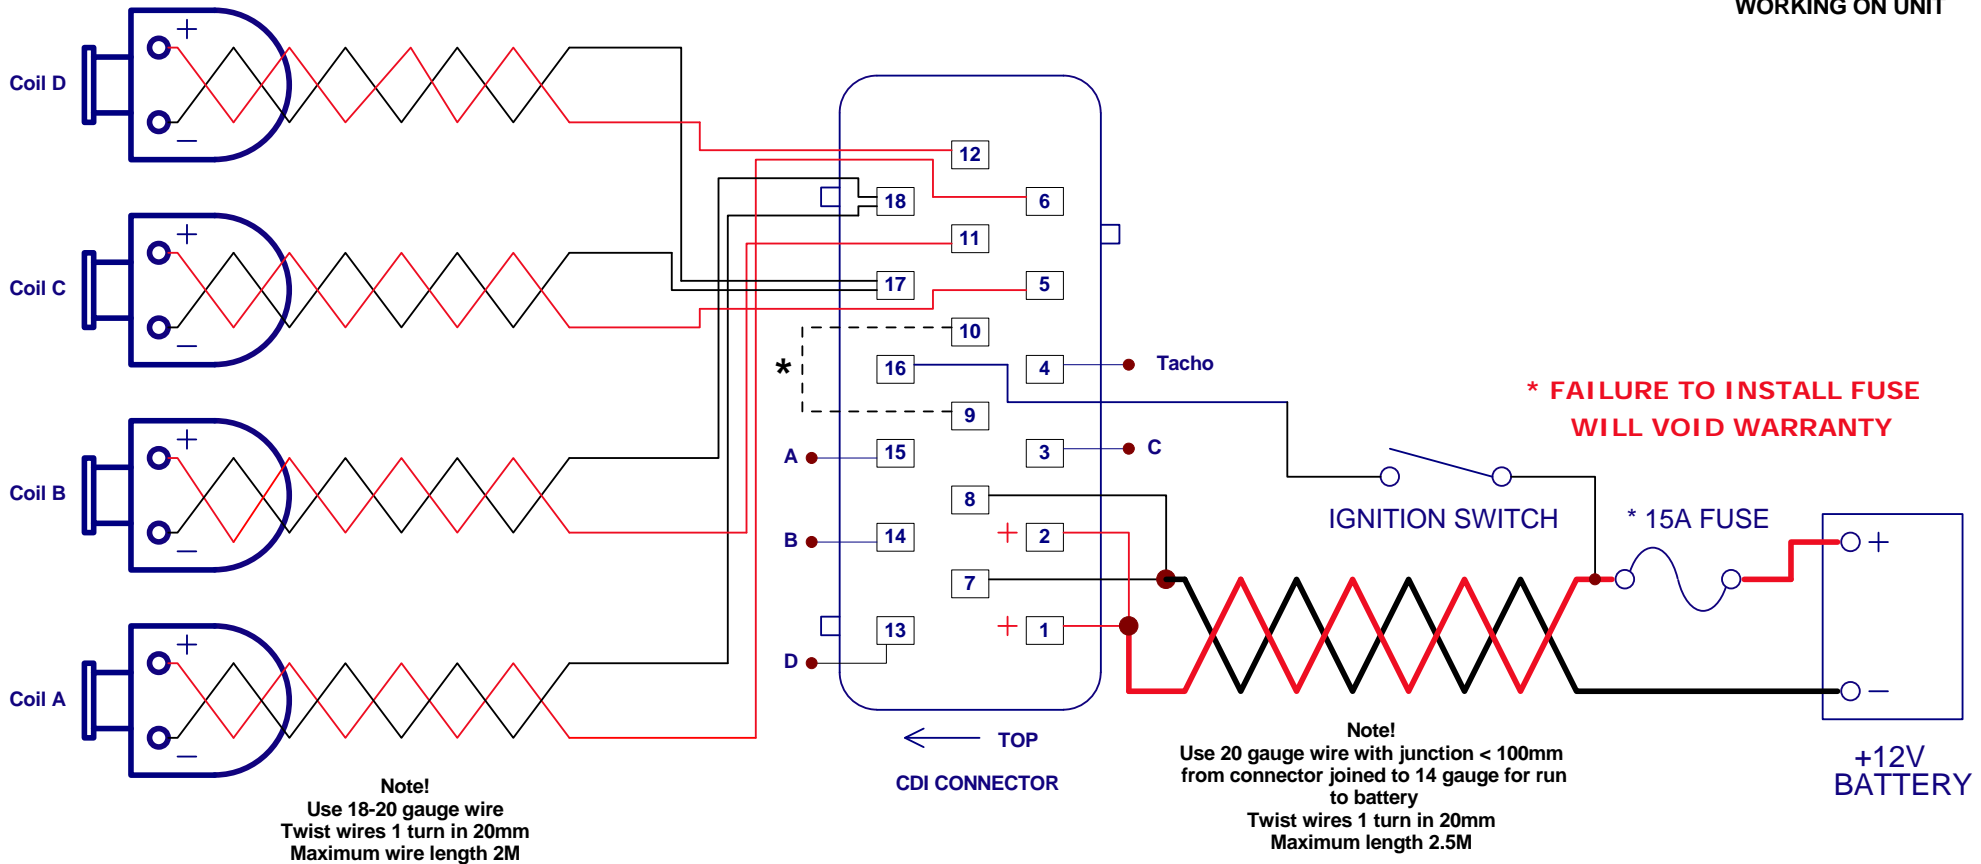 WORKING ON UNIT
Coil D
+
−
12
18
6
11
Coil C
+
−
17
5
10
*
16
4
Tacho
* FAILURE TO INSTALL FUSE
WILL VOID WARRANTY
9
Coil B
+
−
A
15
3
C
8
IGNITION SWITCH
* 15A FUSE
B
14
+
2
+
7
Coil A
+
−
13
+
1
D
−
TOP
CDI CONNECTOR
Note!
Use 20 gauge wire with junction < 100mm
from connector joined to 14 gauge for run
to battery
Twist wires 1 turn in 20mm
Maximum length 2.5M
+12V
BATTERY
Note!
Use 18-20 gauge wire
Twist wires 1 turn in 20mm
Maximum wire length 2M